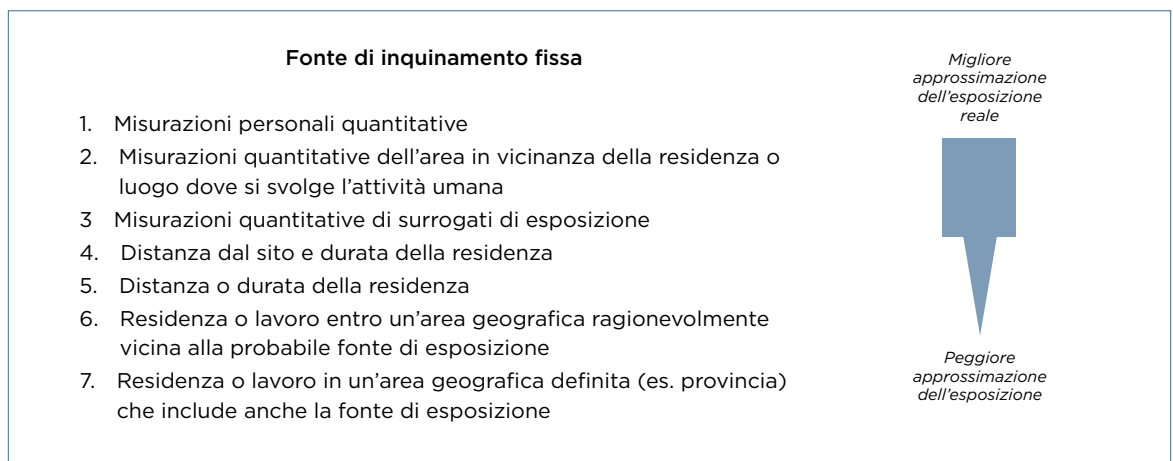 Fonte di inquinamento fissa
1. Misurazioni personali quantitative
2. Misurazioni quantitative dell'area in vicinanza della residenza o
luogo dove si svolge l'attività umana
3 Misurazioni quantitative di surrogati di esposizione
4. Distanza dal sito e durata della residenza
5. Distanza o durata della residenza
6. Residenza o lavoro entro un'area geografica ragionevolmente
vicina alla probabile fonte di esposizione
7. Residenza o lavoro in un'area geografica definita (es. provincia)
che include anche la fonte di esposizione
Migliore
approssimazione
dell'esposizione
reale
Peggiore
approssimazione
dell'esposizione